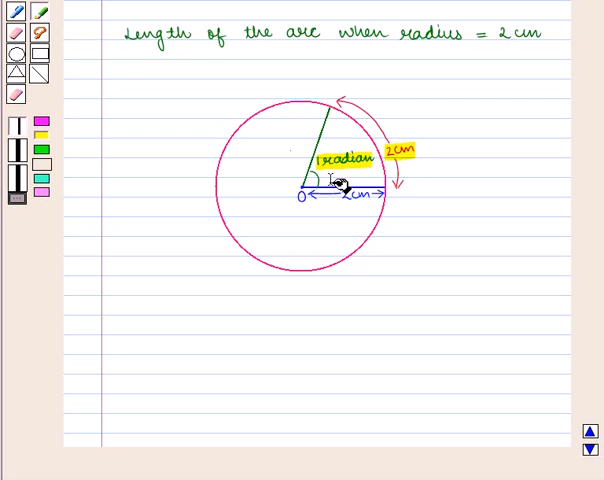 Length of the arc when radius = 2 cm
1 radian
2cm
O
2cm